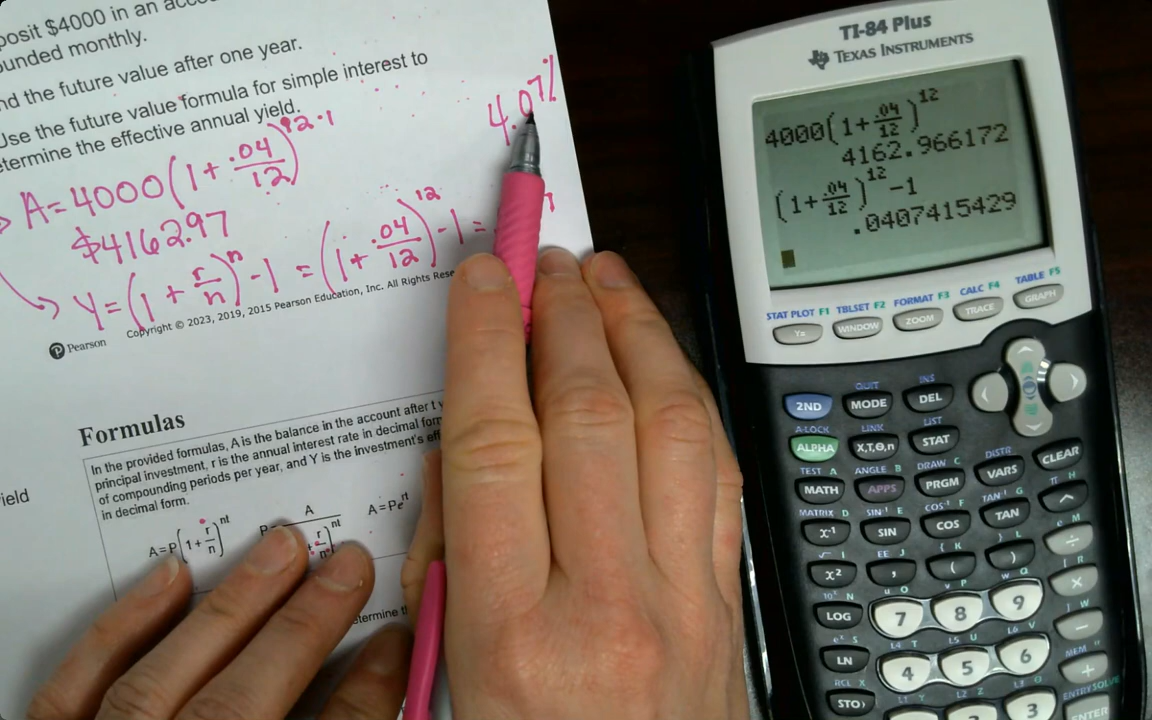 posit $4000 in an acco
ounded monthly.
nd the future value after one year.
Use the future value formula for simple interest to
etermine the effective annual yield.
4.07%
A=4000(1+.04/12)^12·1
$4162.97
Y=(1+r/n)^n-1 =(1+.04/12)^12-1=
Copyright © 2023, 2019, 2015 Pearson Education, Inc. All Rights Rese
Pearson
Formulas
In the provided formulas, A is the balance in the account after t y
principal investment, r is the annual interest rate in decimal for
of compounding periods per year, and Y is the investment's eff
in decimal form.
ield
A=P(1+r/n)^nt
A
A=Pe^rt
etermine th
TI-84 Plus
TEXAS INSTRUMENTS
4000(1+.04/12)^12
4162.966172
(1+.04/12)^12-1
.0407415429
STAT PLOT F1 TBLSET F2 FORMAT F3 CALC F4 TABLE F5
Y= WINDOW ZOOM TRACE GRAPH
QUIT INS
2ND MODE DEL
A-LOCK LINK LIST
ALPHA X,T,Θ,n STAT
TEST A ANGLE B DRAW C DISTR
MATH APPS PRGM VARS CLEAR
MATRIX D SIN⁻¹ E COS⁻¹ F TAN⁻¹ G π H
x⁻¹ SIN COS TAN ^
√ I EE J { K } L e M
x² , ( ) ÷
10ˣ N u O v P w Q [
LOG 7 8 9 ×
eˣ S L4 T L5 U L6 V ] W
LN 4 5 6 −
RCL X L1 Y L2 Z L3 θ MEM "
STO› 3 +
ENTRY SOLVE
ENTER